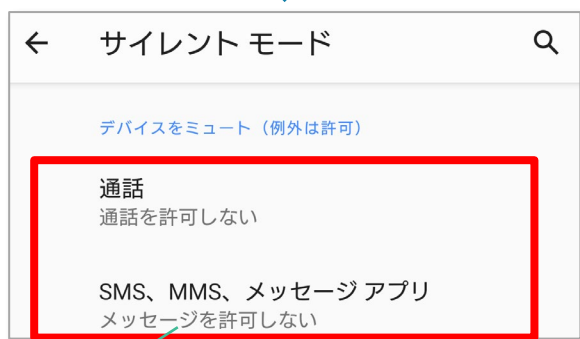 サイレント モード
デバイスをミュート（例外は許可）
通話
通話を許可しない
SMS、MMS、メッセージ アプリ
メッセージを許可しない